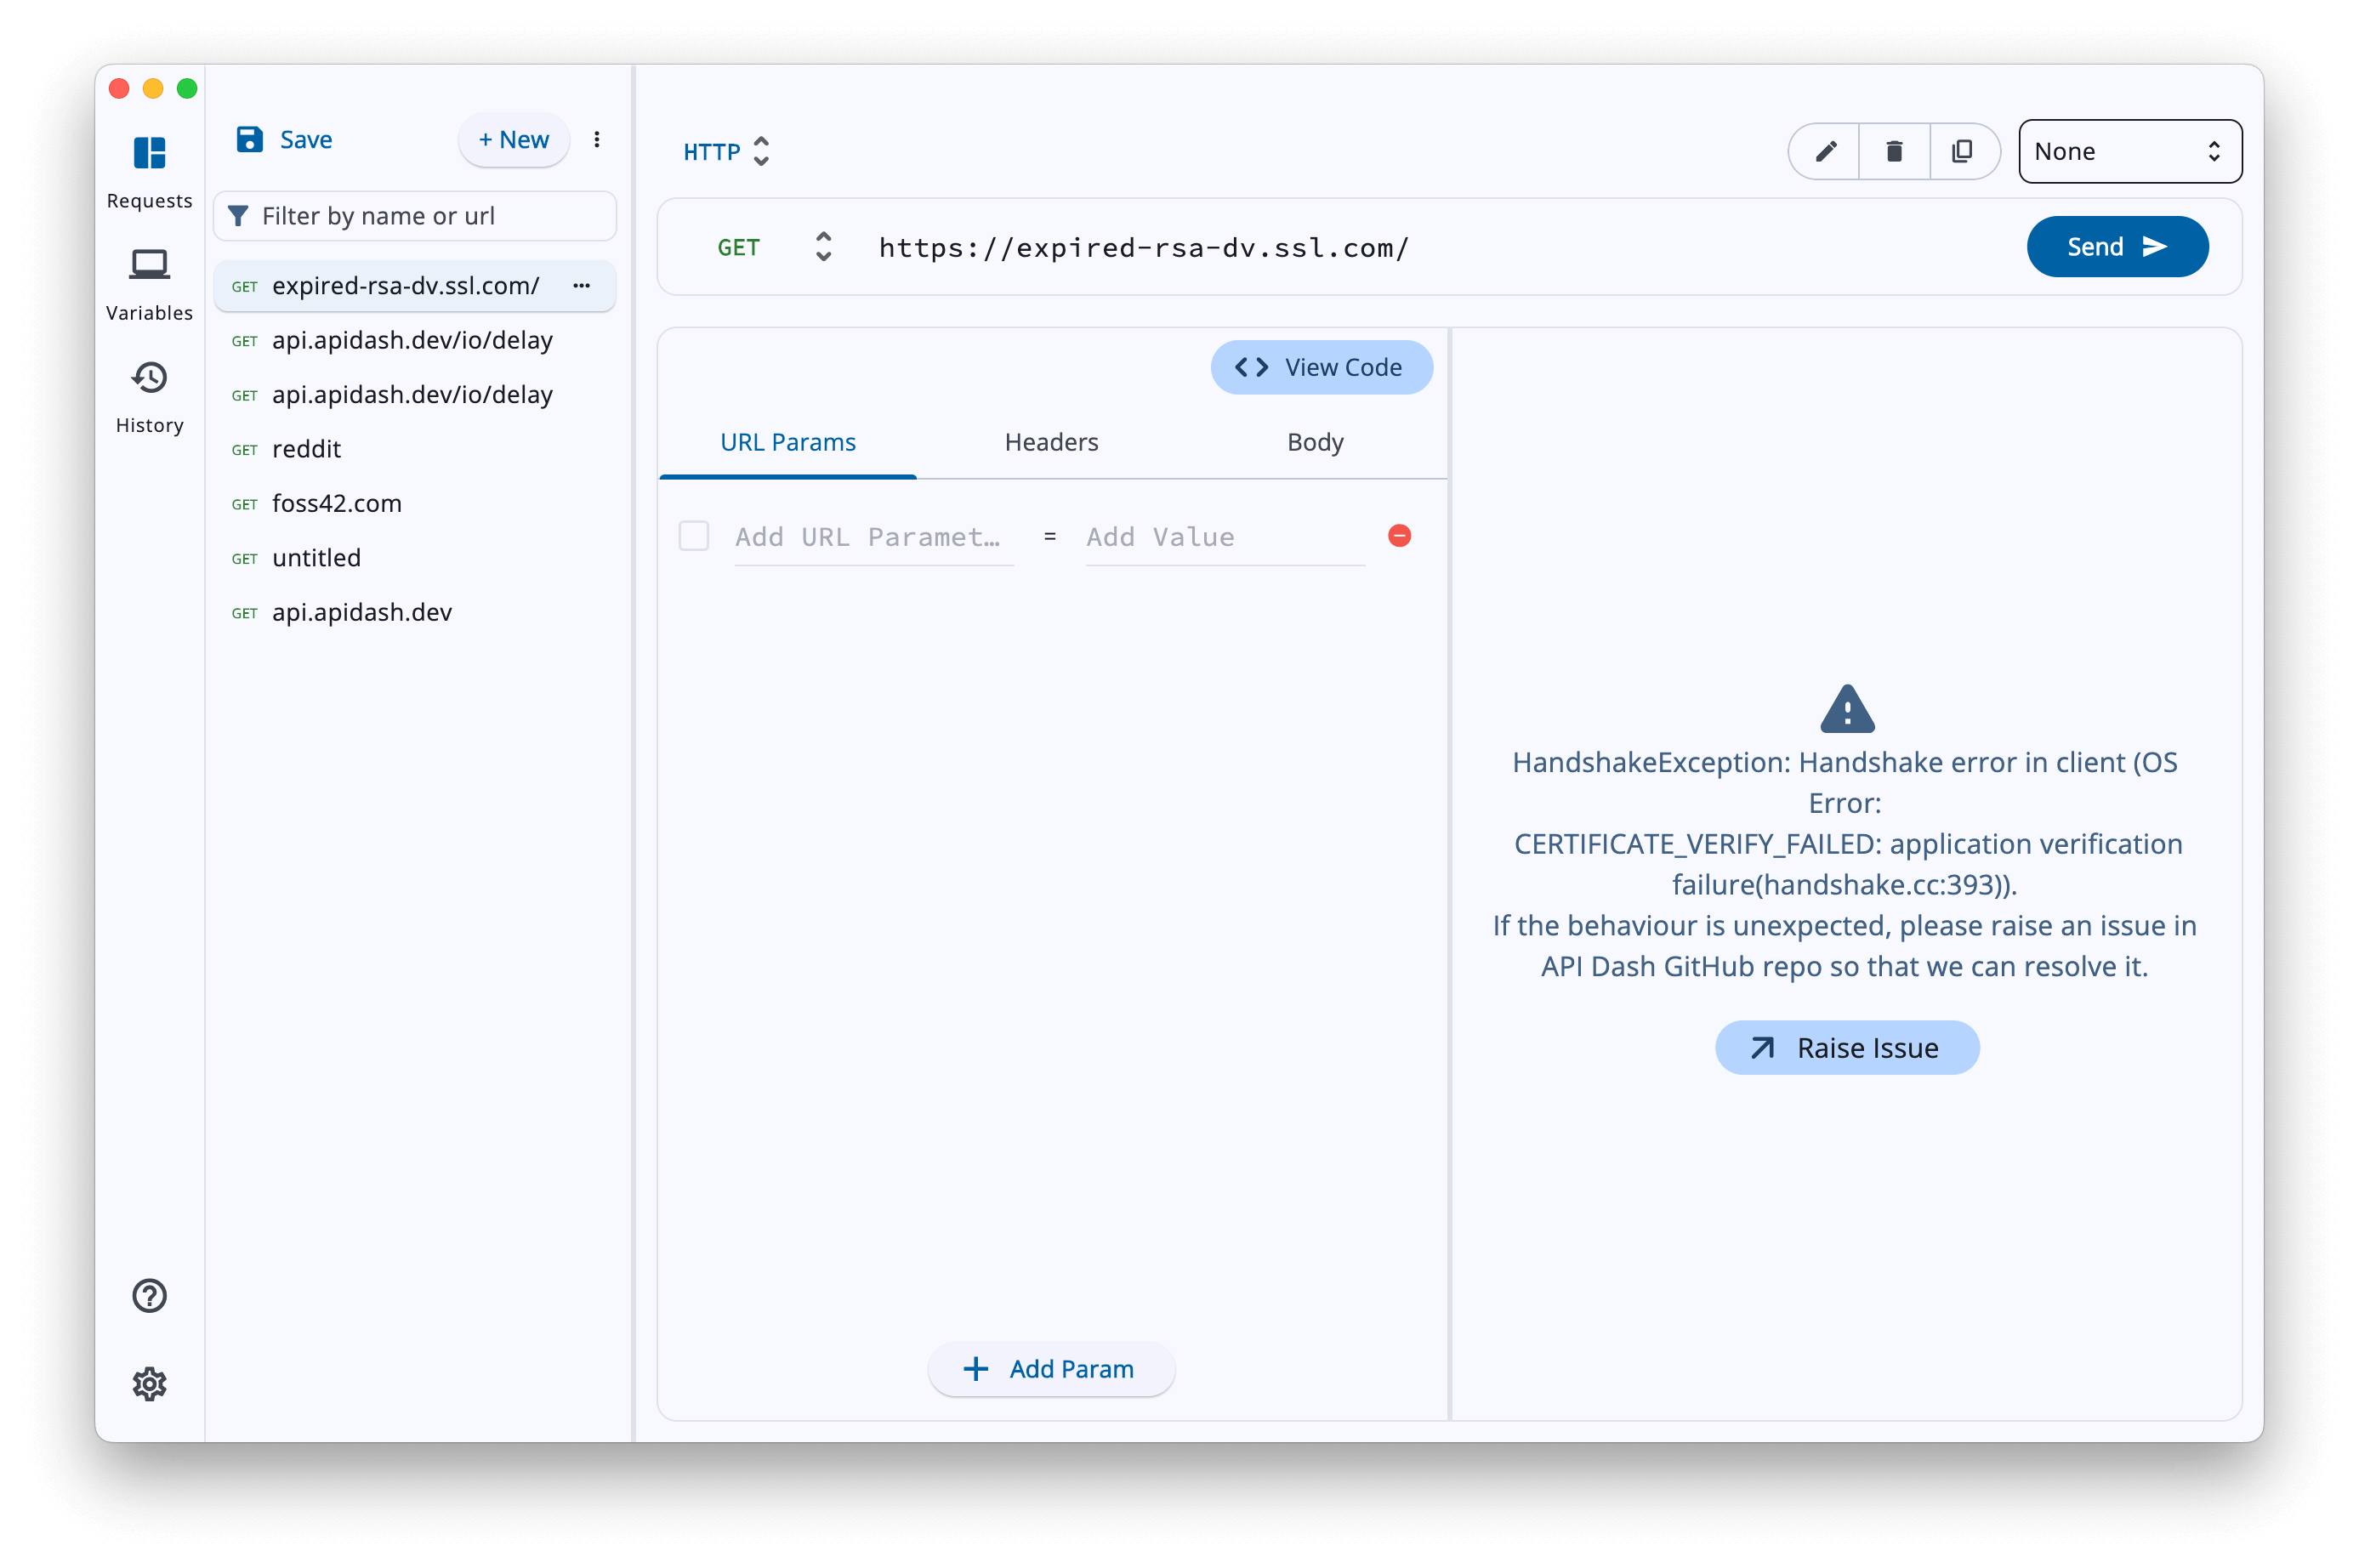 Requests
Variables
History
Save
+ New
Filter by name or url
GET expired-rsa-dv.ssl.com/
GET api.apidash.dev/io/delay
GET api.apidash.dev/io/delay
GET reddit
GET foss42.com
GET untitled
GET api.apidash.dev
HTTP
None
GET https://expired-rsa-dv.ssl.com/ Send
View Code
URL Params Headers Body
Add URL Paramet… = Add Value
Add Param
HandshakeException: Handshake error in client (OS
Error:
CERTIFICATE_VERIFY_FAILED: application verification
failure(handshake.cc:393)).
If the behaviour is unexpected, please raise an issue in
API Dash GitHub repo so that we can resolve it.
Raise Issue